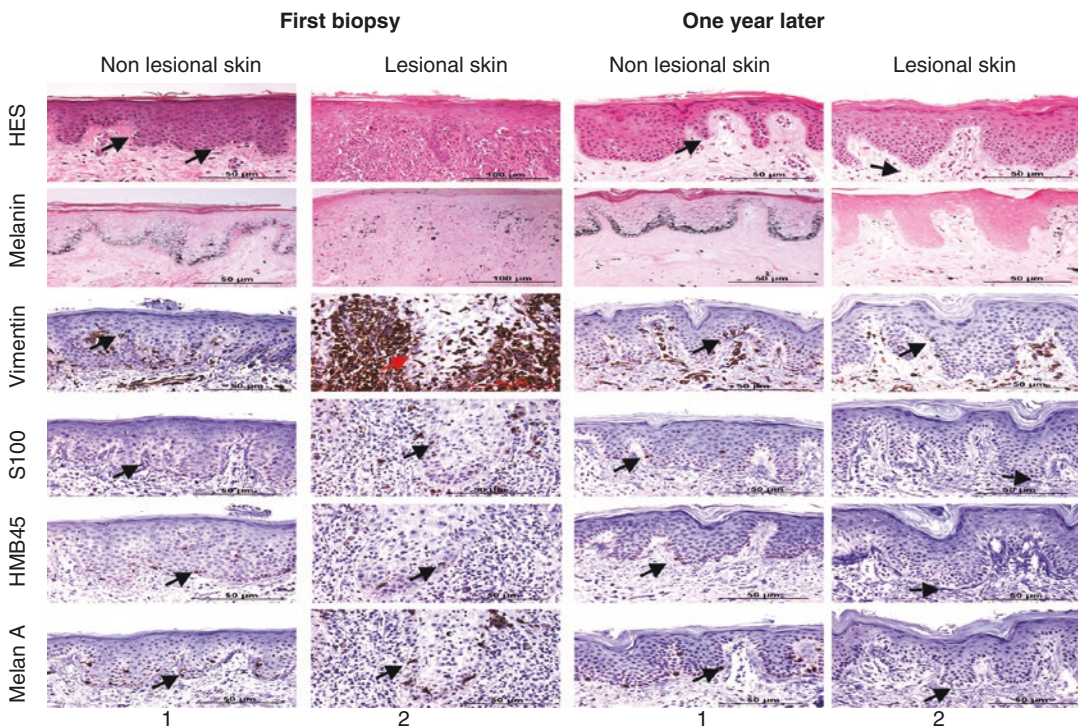 First biopsy One year later
Non lesional skin Lesional skin Non lesional skin Lesional skin
HES
50 µm 100 µm 50 µm 50 µm
Melanin
50 µm 100 µm 50 µm 50 µm
Vimentin
50 µm 50 µm 50 µm
S100
50 µm 50 µm 50 µm 50 µm
HMB45
50 µm 50 µm 50 µm 50 µm
Melan A
50 µm 50 µm 50 µm 50 µm
1 2 1 2